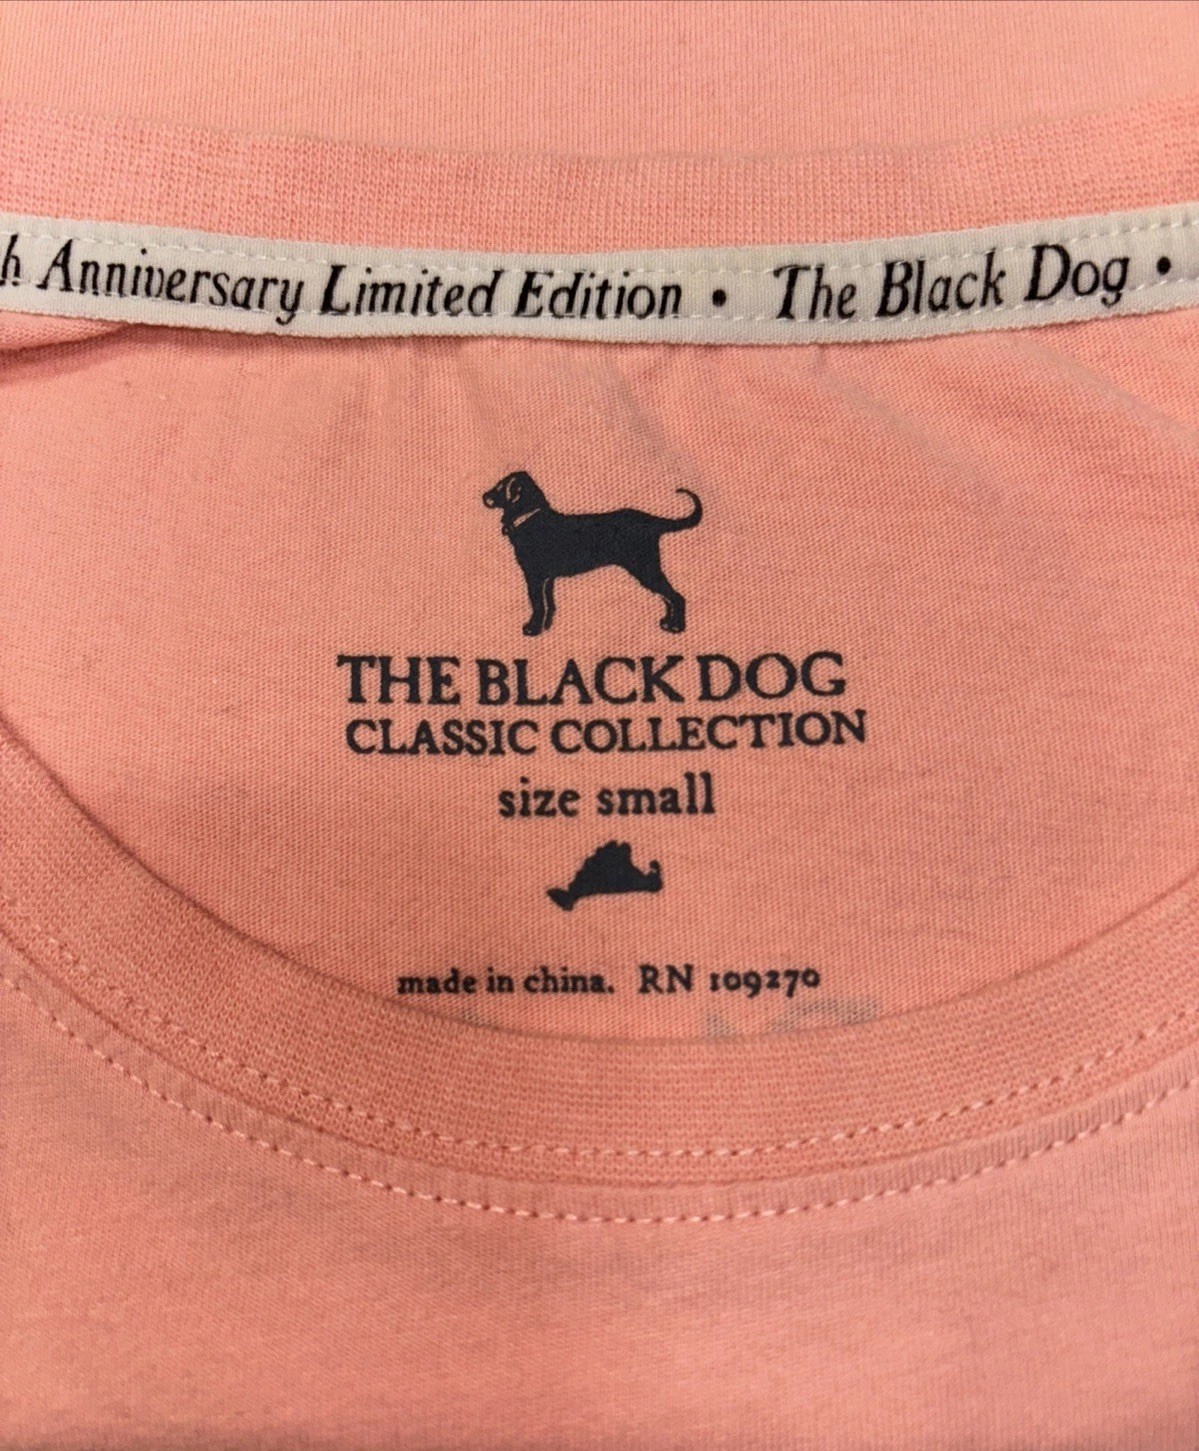 h Anniversary Limited Edition • The Black Dog •
THE BLACK DOG
CLASSIC COLLECTION
size small
made in china. RN 109270